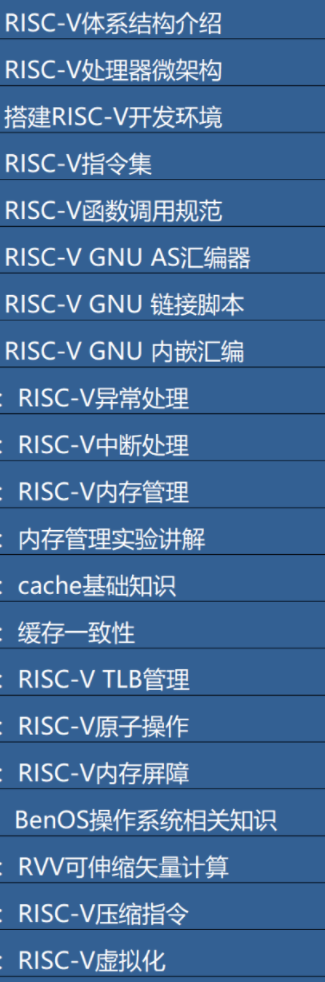 RISC-V体系结构介绍
RISC-V处理器微架构
搭建RISC-V开发环境
RISC-V指令集
RISC-V函数调用规范
RISC-V GNU AS汇编器
RISC-V GNU 链接脚本
RISC-V GNU 内嵌汇编
: RISC-V异常处理
: RISC-V中断处理
: RISC-V内存管理
: 内存管理实验讲解
: cache基础知识
: 缓存一致性
: RISC-V TLB管理
: RISC-V原子操作
: RISC-V内存屏障
BenOS操作系统相关知识
: RVV可伸缩矢量计算
: RISC-V压缩指令
: RISC-V虚拟化